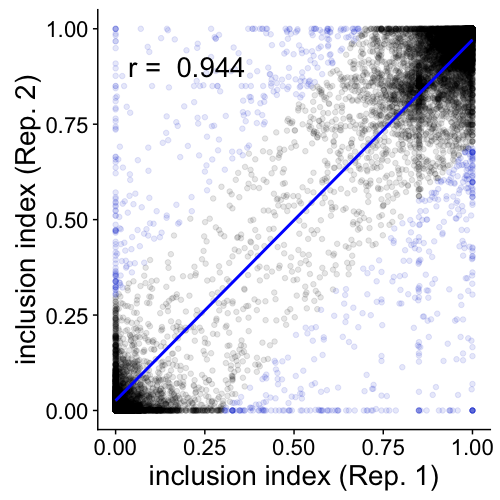 r = 0.944
inclusion index (Rep. 2)
1.00
0.75
0.50
0.25
0.00
0.00 0.25 0.50 0.75 1.00
inclusion index (Rep. 1)